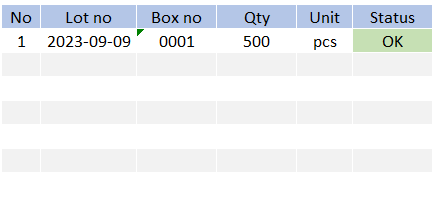 No Lot no Box no Qty Unit Status
1 2023-09-09 0001 500 pcs OK